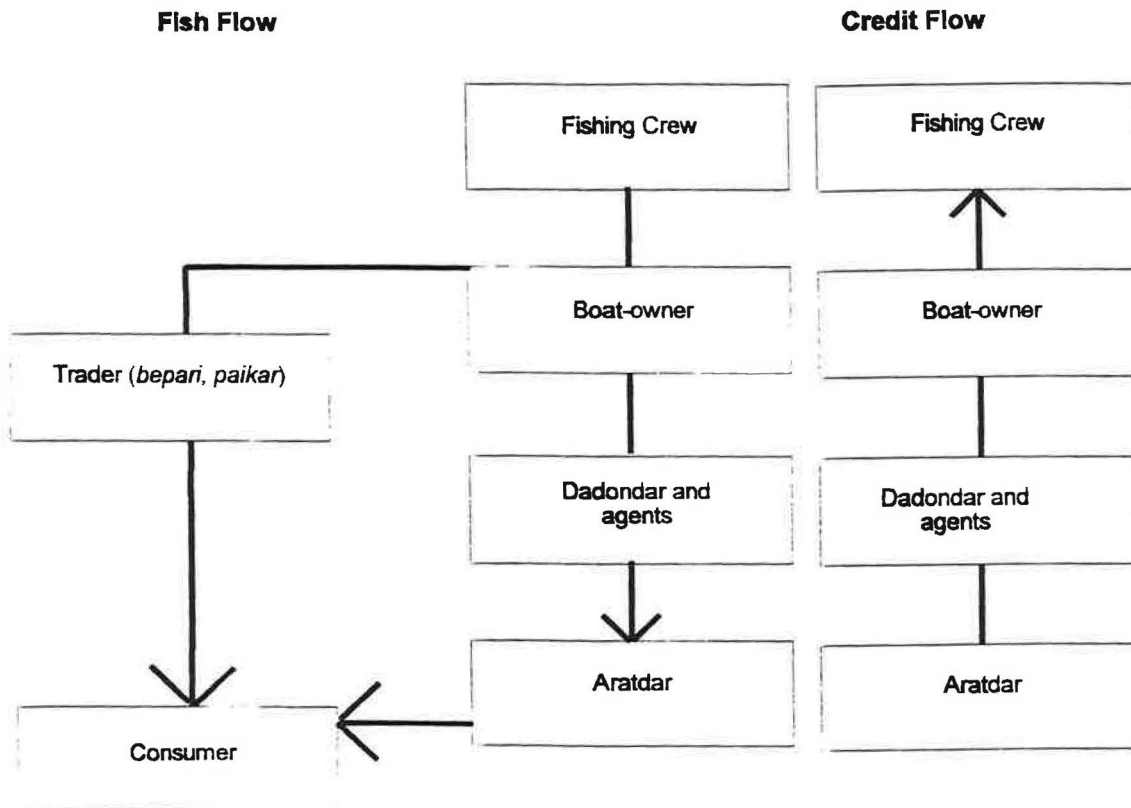 Fish Flow
Credit Flow
Fishing Crew
Fishing Crew
Boat-owner
Boat-owner
Trader (bepari, paikar)
Dadondar and
agents
Dadondar and
agents
Aratdar
Aratdar
Consumer